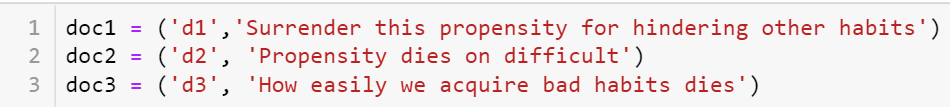 1 doc1 = ('d1','Surrender this propensity for hindering other habits')
2 doc2 = ('d2', 'Propensity dies on difficult')
3 doc3 = ('d3', 'How easily we acquire bad habits dies')